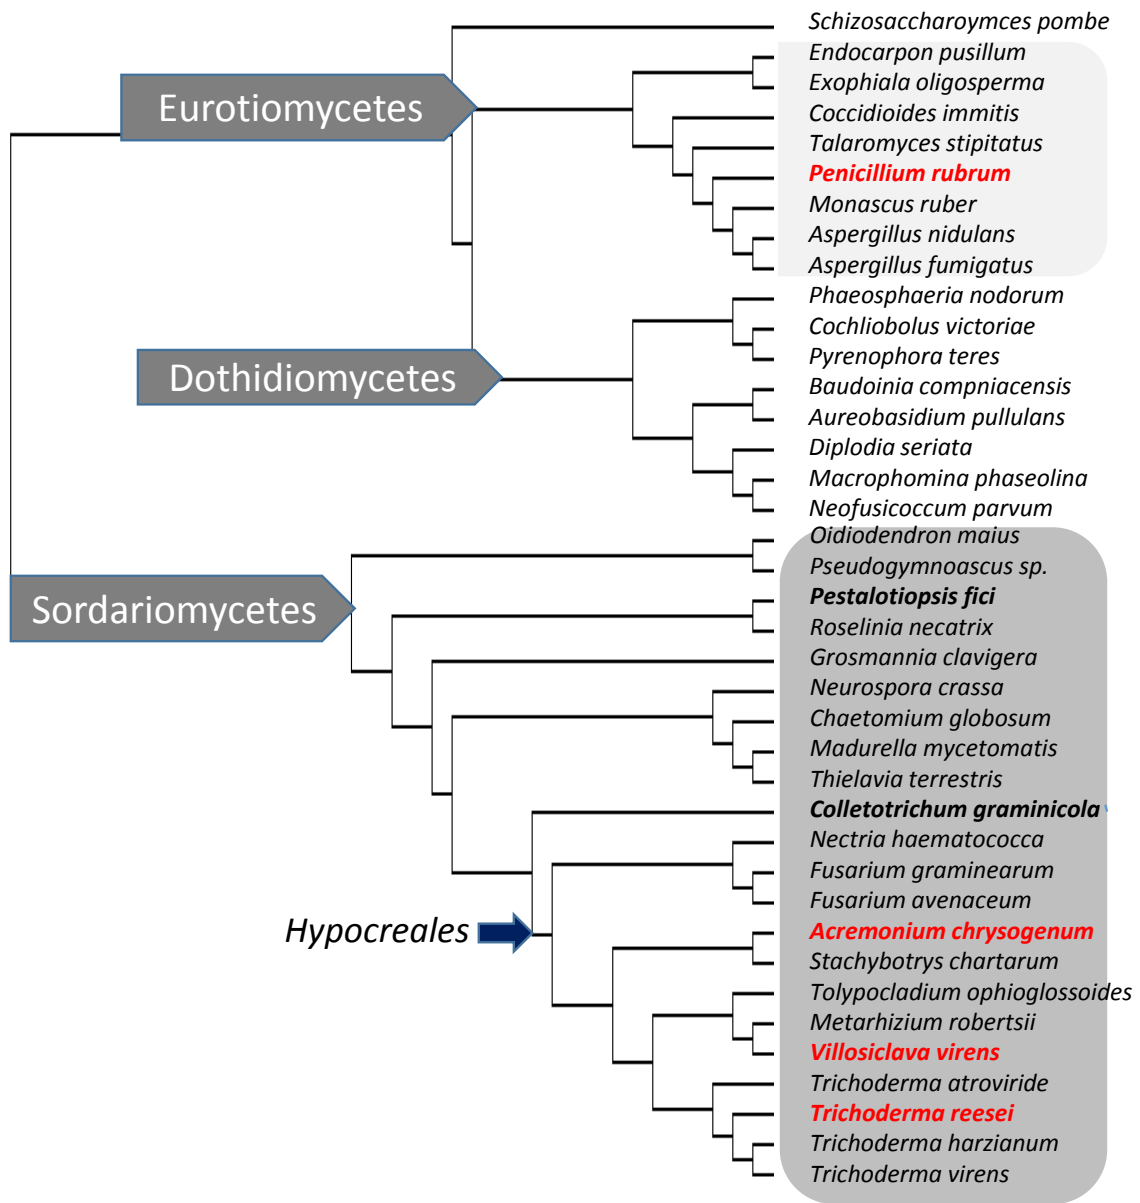 Schizosaccharoymces pombe
Endocarpon pusillum
Eurotiomycetes
Exophiala oligosperma
Coccidioides immitis
Talaromyces stipitatus
Penicillium rubrum
Monascus ruber
Aspergillus nidulans
Aspergillus fumigatus
Phaeosphaeria nodorum
Cochliobolus victoriae
Pyrenophora teres
Dothidiomycetes
Baudoinia compniacensis
Aureobasidium pullulans
Diplodia seriata
Macrophomina phaseolina
Neofusicoccum parvum
Oidiodendron maius
Pseudogymnoascus sp.
Pestalotiopsis fici
Sordariomycetes
Roselinia necatrix
Grosmannia clavigera
Neurospora crassa
Chaetomium globosum
Madurella mycetomatis
Thielavia terrestris
Colletotrichum graminicola
Nectria haematococca
Fusarium graminearum
Fusarium avenaceum
Hypocreales
Acremonium chrysogenum
Stachybotrys chartarum
Tolypocladium ophioglossoides
Metarhizium robertsii
Villosiclava virens
Trichoderma atroviride
Trichoderma reesei
Trichoderma harzianum
Trichoderma virens